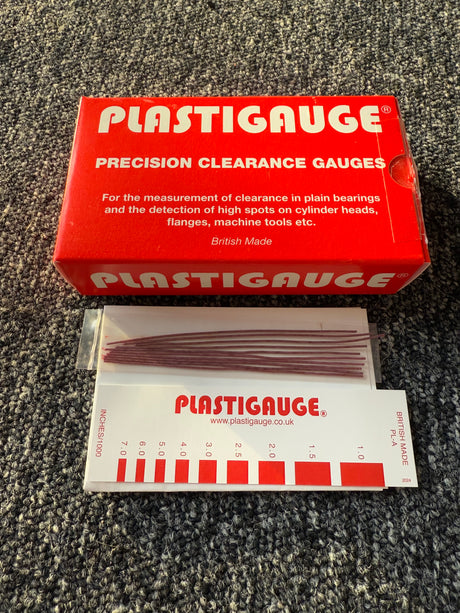 PLASTIGAUGE®
PRECISION CLEARANCE GAUGES
For the measurement of clearance in plain bearings
and the detection of high spots on cylinder heads,
flanges, machine tools etc.
British Made
PLASTIGAUGE®
PLASTIGAUGE®
www.plastigauge.co.uk
INCHES/1000
7.0 6.0 5.0 4.0 3.0 2.5 2.0 1.5 1.0
BRITISH MADE
PL-A